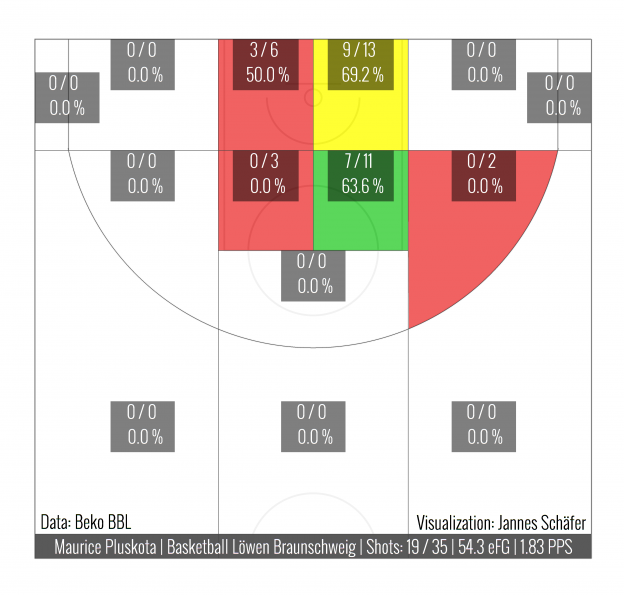 0 / 0
0.0 %
3 / 6
50.0 %
9 / 13
69.2 %
0 / 0
0.0 %
0 / 0
0.0 %
0 / 0
0.0 %
0 / 0
0.0 %
0 / 3
0.0 %
7 / 11
63.6 %
0 / 2
0.0 %
0 / 0
0.0 %
0 / 0
0.0 %
0 / 0
0.0 %
0 / 0
0.0 %
Data: Beko BBL
Visualization: Jannes Schäfer
Maurice Pluskota | Basketball Löwen Braunschweig | Shots: 19 / 35 | 54.3 eFG | 1.83 PPS